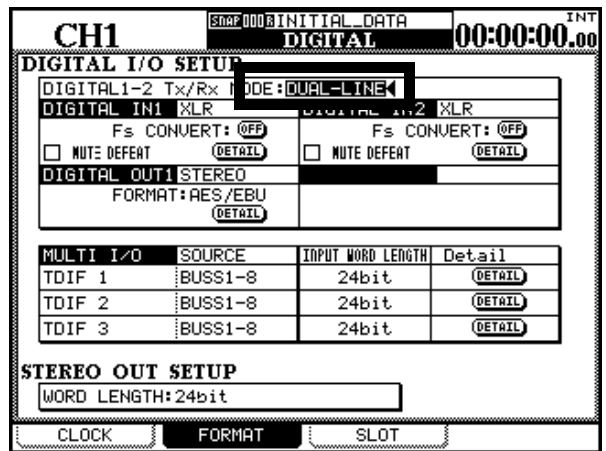 CH1 SNAP 000 INITIAL_DATA INT
DIGITAL 00:00:00.00
DIGITAL I/O SETUP
DIGITAL1-2 Tx/Rx MODE:DUAL-LINE
DIGITAL IN1 XLR DIGITAL IN2 XLR
Fs CONVERT: OFF Fs CONVERT: OFF
MUTE DEFEAT DETAIL MUTE DEFEAT DETAIL
DIGITAL OUT1 STEREO
FORMAT:AES/EBU
DETAIL
MULTI I/O SOURCE INPUT WORD LENGTH Detail
TDIF 1 BUSS1-8 24bit DETAIL
TDIF 2 BUSS1-8 24bit DETAIL
TDIF 3 BUSS1-8 24bit DETAIL
STEREO OUT SETUP
WORD LENGTH:24bit
CLOCK FORMAT SLOT